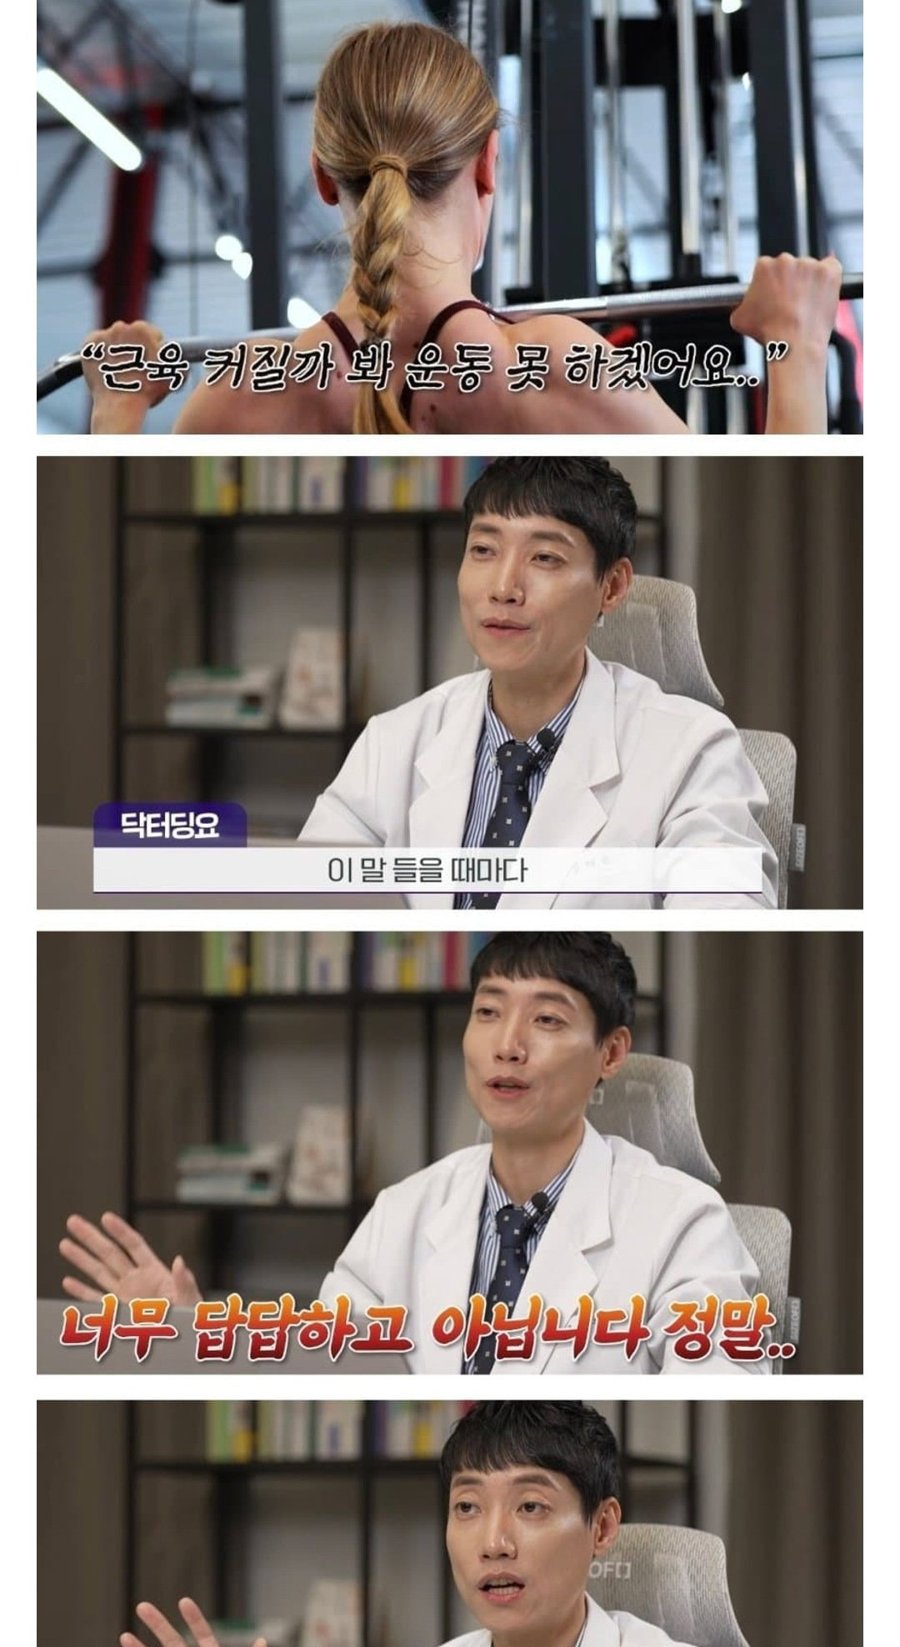 “근육 커질까 봐 운동 못 하겠어요..”
닥터딩요
이 말 들을 때마다
너무 답답하고 아닙니다 정말..
OF[]